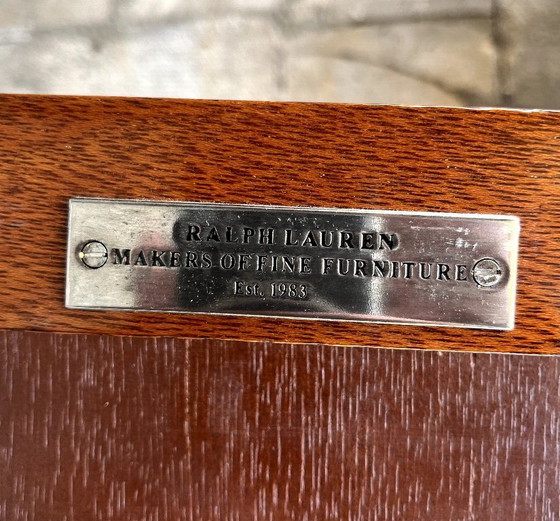 RALPH LAUREN
MAKERS OF FINE FURNITURE
Est. 1983